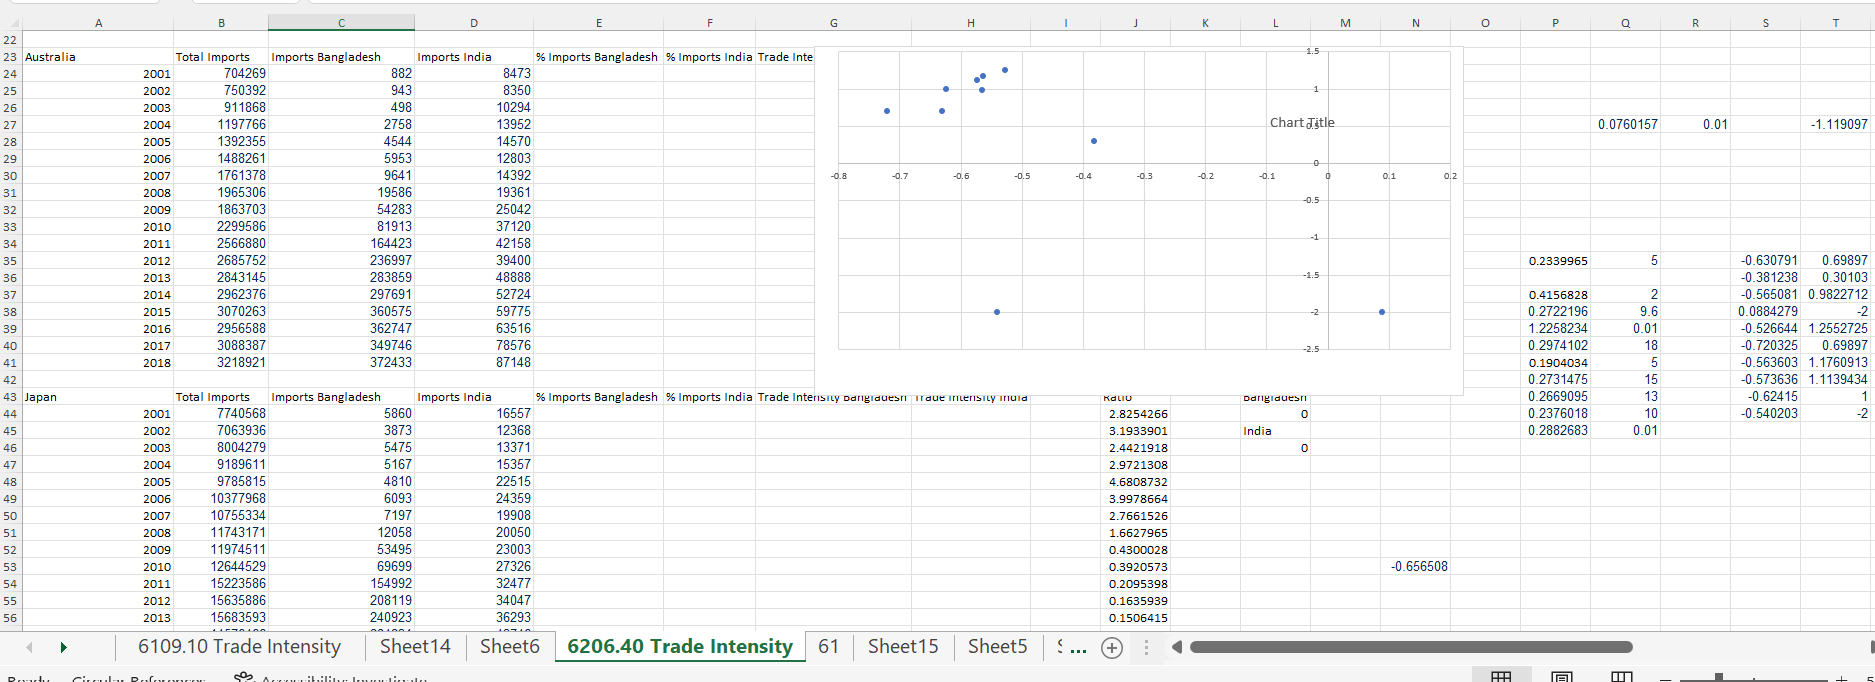 A B C D E F G H I J K L M N O P Q R S T
22
23 Australia Total Imports Imports Bangladesh Imports India % Imports Bangladesh % Imports India Trade Inte 1.5
24 2001 704269 882 8473
25 2002 750392 943 8350 1
26 2003 911868 498 10294
27 2004 1197766 2758 13952 Chart Title 0.5 0.0760157 0.01 -1.119097
28 2005 1392355 4544 14570
29 2006 1488261 5953 12803 0
30 2007 1761378 9641 14392 -0.8 -0.7 -0.6 -0.5 -0.4 -0.3 -0.2 -0.1 0 0.1 0.2
31 2008 1965306 19586 19361
32 2009 1863703 54283 25042 -0.5
33 2010 2299586 81913 37120
34 2011 2566880 164423 42158 -1
35 2012 2685752 236997 39400 0.2339965 5 -0.630791 0.69897
36 2013 2843145 283859 48888 -1.5 -0.381238 0.30103
37 2014 2962376 297691 52724 0.4156828 2 -0.565081 0.9822712
38 2015 3070263 360575 59775 -2 0.2722196 9.6 0.0884279 -2
39 2016 2956588 362747 63516 1.2258234 0.01 -0.526644 1.2552725
40 2017 3088387 349746 78576 -2.5 0.2974102 18 -0.720325 0.69897
41 2018 3218921 372433 87148 0.1904034 5 -0.563603 1.1760913
42 0.2731475 15 -0.573636 1.1139434
43 Japan Total Imports Imports Bangladesh Imports India % Imports Bangladesh % Imports India Trade Intensity Bangladesh Trade Intensity India Ratio Bangladesh 0.2669095 13 -0.62415 1
44 2001 7740568 5860 16557 2.8254266 0 0.2376018 10 -0.540203 -2
45 2002 7063936 3873 12368 3.1933901 India 0.2882683 0.01
46 2003 8004279 5475 13371 2.4421918 0
47 2004 9189611 5167 15357 2.9721308
48 2005 9785815 4810 22515 4.6808732
49 2006 10377968 6093 24359 3.9978664
50 2007 10755334 7197 19908 2.7661526
51 2008 11743171 12058 20050 1.6627965
52 2009 11974511 53495 23003 0.4300028
53 2010 12644529 69699 27326 0.3920573 -0.656508
54 2011 15223586 154992 32477 0.2095398
55 2012 15635886 208119 34047 0.1635939
56 2013 15683593 240923 36293 0.1506415
6109.10 Trade Intensity Sheet14 Sheet6 6206.40 Trade Intensity 61 Sheet15 Sheet5 ...
Ready Circular References Accessibility: Investigate